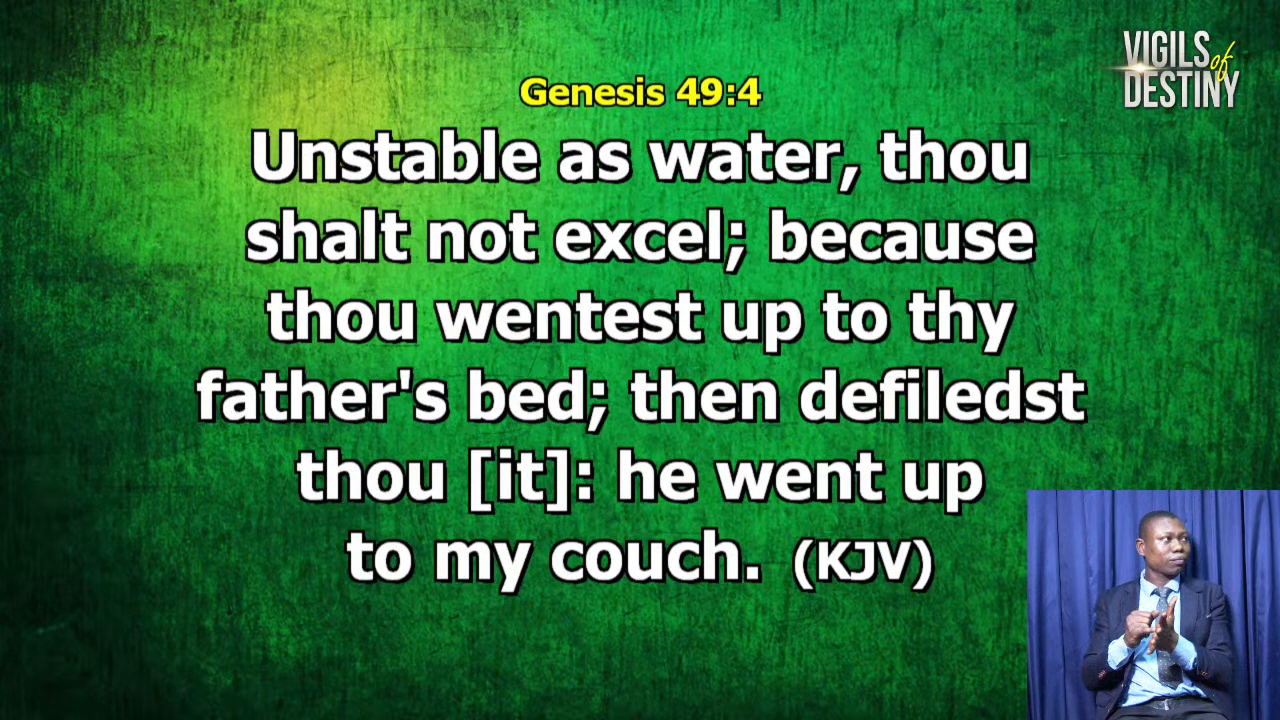 VIGILS
of
DESTINY
Genesis 49:4
Unstable as water, thou
shalt not excel; because
thou wentest up to thy
father's bed; then defiledst
thou [it]: he went up
to my couch. (KJV)